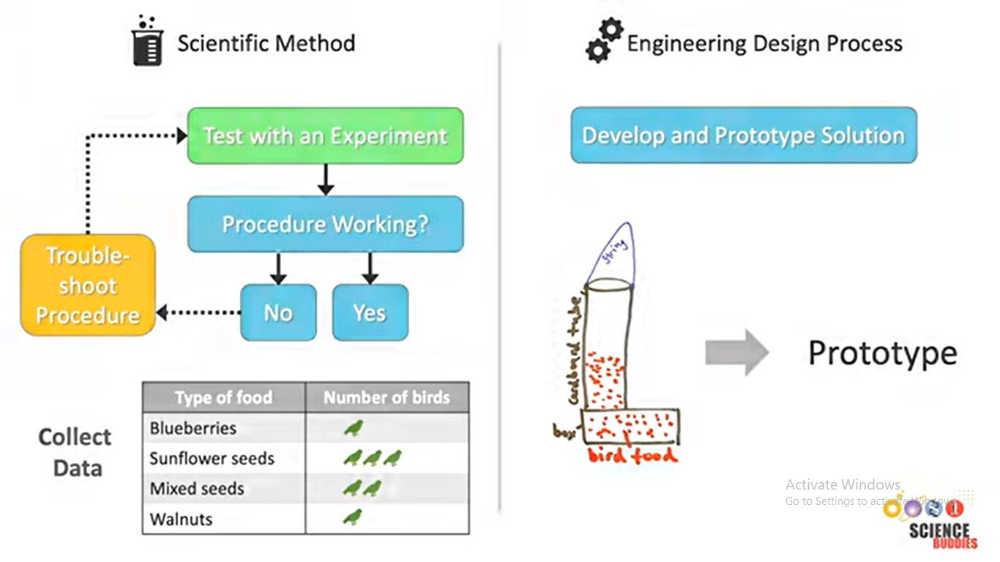 Scientific Method
Test with an Experiment
Procedure Working?
Trouble-
shoot
Procedure
No
Yes
Collect
Data
Type of food Number of birds
Blueberries
Sunflower seeds
Mixed seeds
Walnuts
Engineering Design Process
Develop and Prototype Solution
string
cardboard tube
box
bird food
Prototype
Activate Windows
Go to Settings to activate Windows.
SCIENCE
BUDDIES